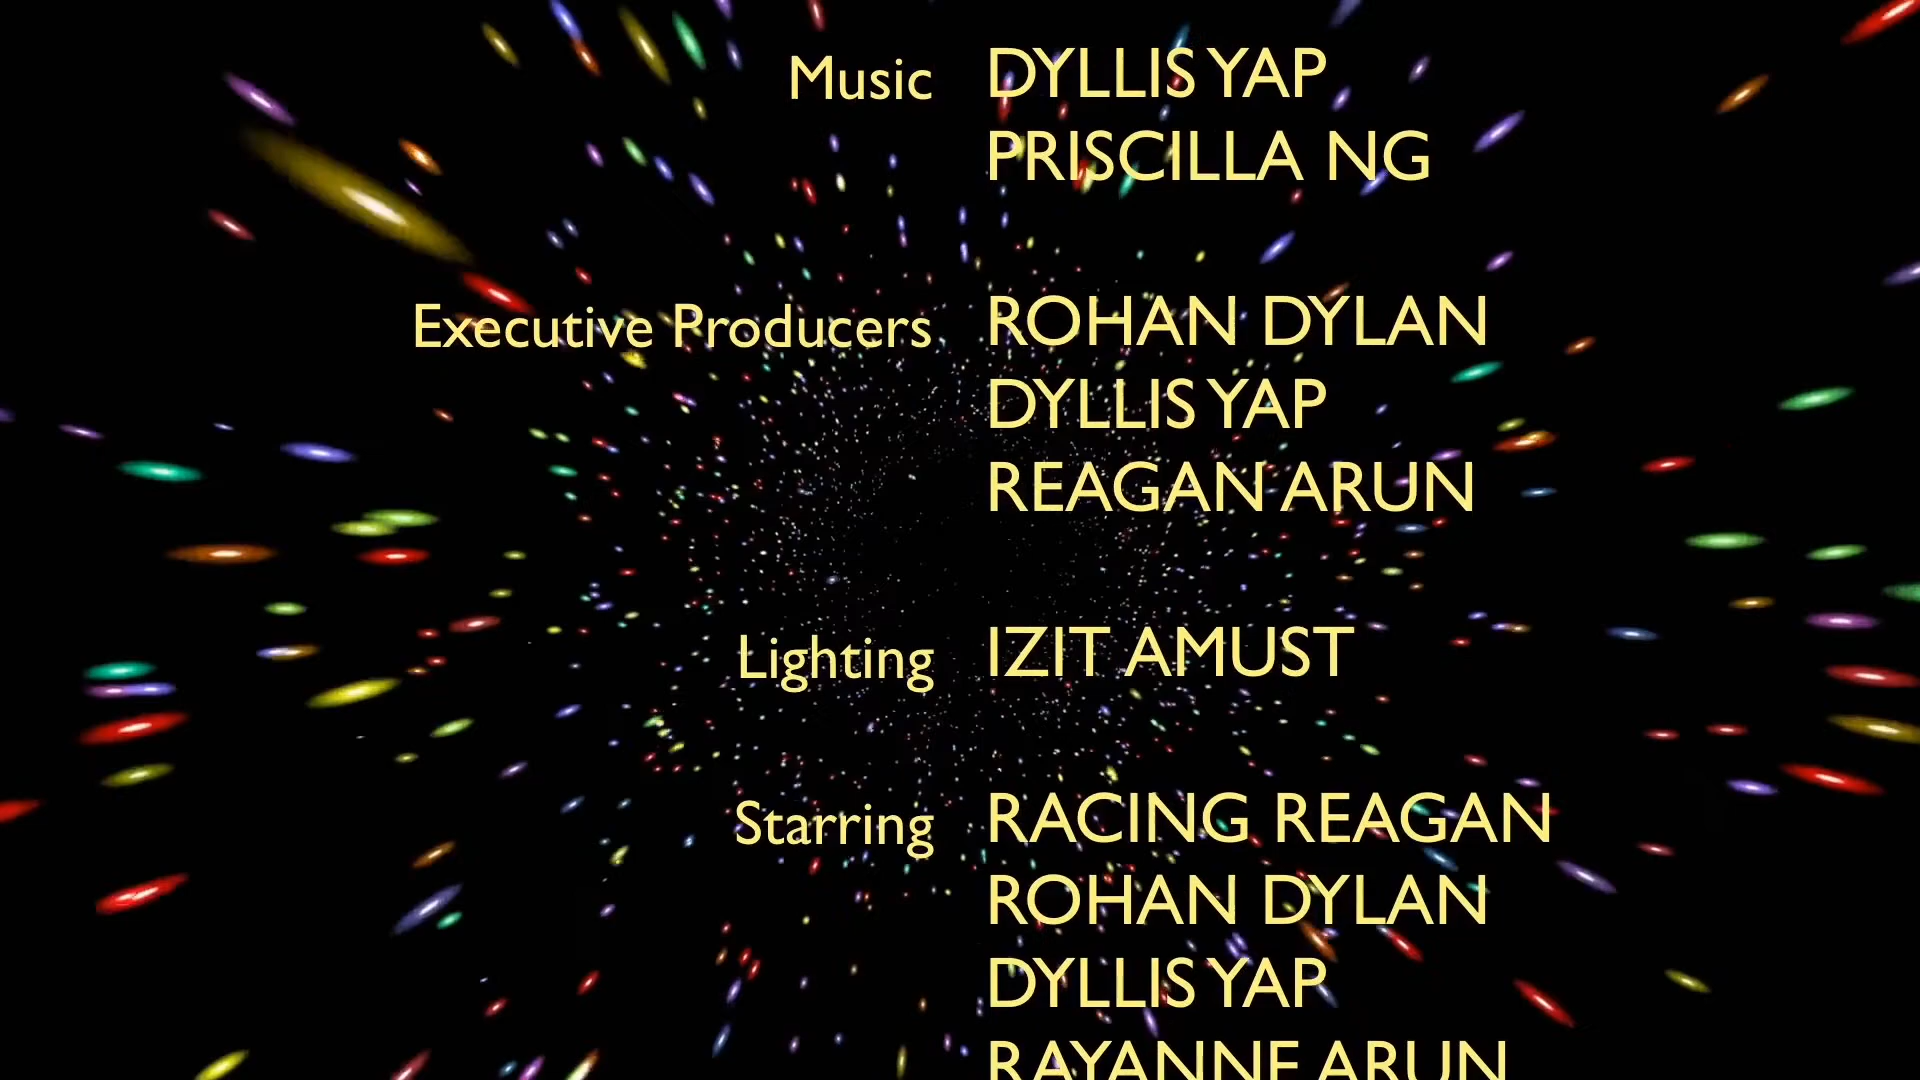 Music DYLLIS YAP
PRISCILLA NG
Executive Producers ROHAN DYLAN
DYLLIS YAP
REAGAN ARUN
Lighting IZIT AMUST
Starring RACING REAGAN
ROHAN DYLAN
DYLLIS YAP
RAYANNE ARUN